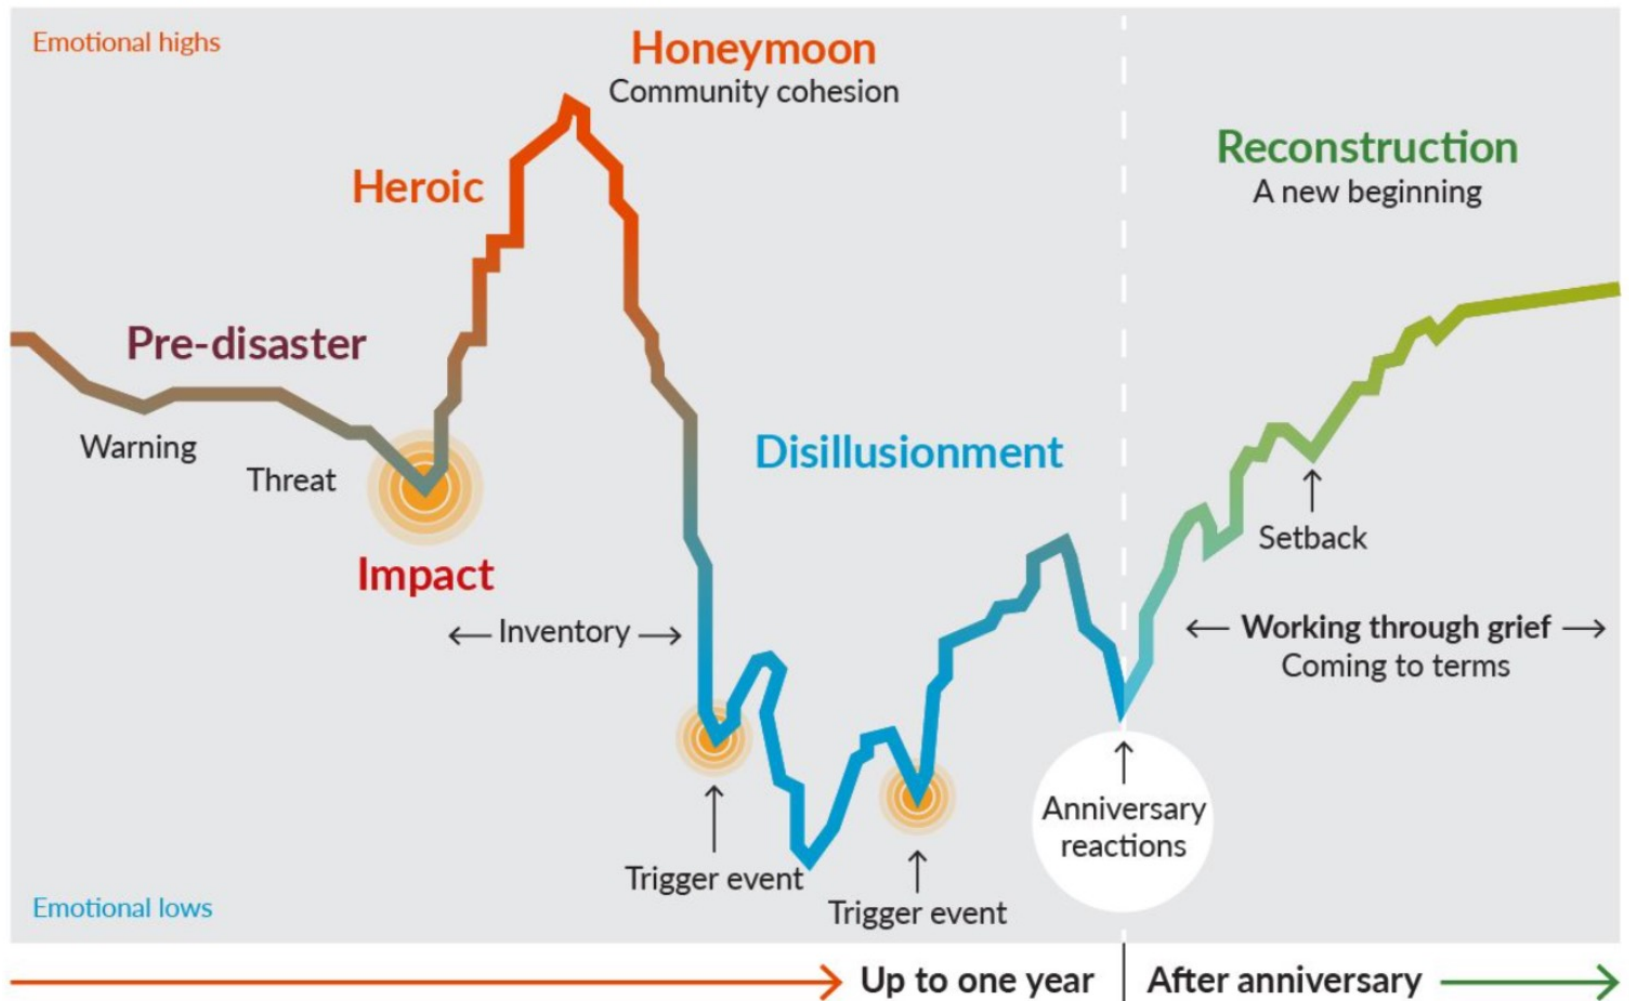 Emotional highs
Honeymoon
Community cohesion
Reconstruction
A new beginning
Heroic
Pre-disaster
Warning
Threat
Disillusionment
Setback
Impact
Inventory
Working through grief
Coming to terms
Anniversary
reactions
Trigger event
Trigger event
Emotional lows
Up to one year
After anniversary